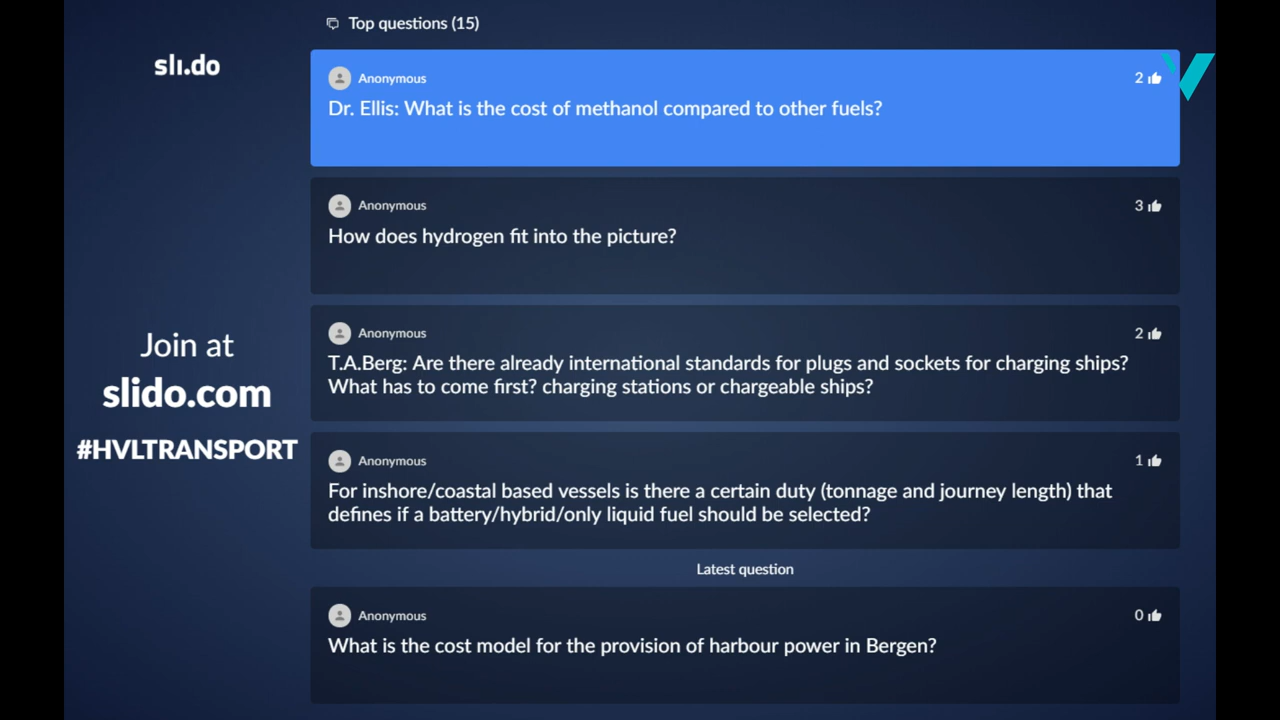 Top questions (15)
sli.do
Anonymous
2
Dr. Ellis: What is the cost of methanol compared to other fuels?
Anonymous
3
How does hydrogen fit into the picture?
Anonymous
2
T.A.Berg: Are there already international standards for plugs and sockets for charging ships?
What has to come first? charging stations or chargeable ships?
Join at
slido.com
#HVLTRANSPORT
Anonymous
1
For inshore/coastal based vessels is there a certain duty (tonnage and journey length) that
defines if a battery/hybrid/only liquid fuel should be selected?
Latest question
Anonymous
0
What is the cost model for the provision of harbour power in Bergen?